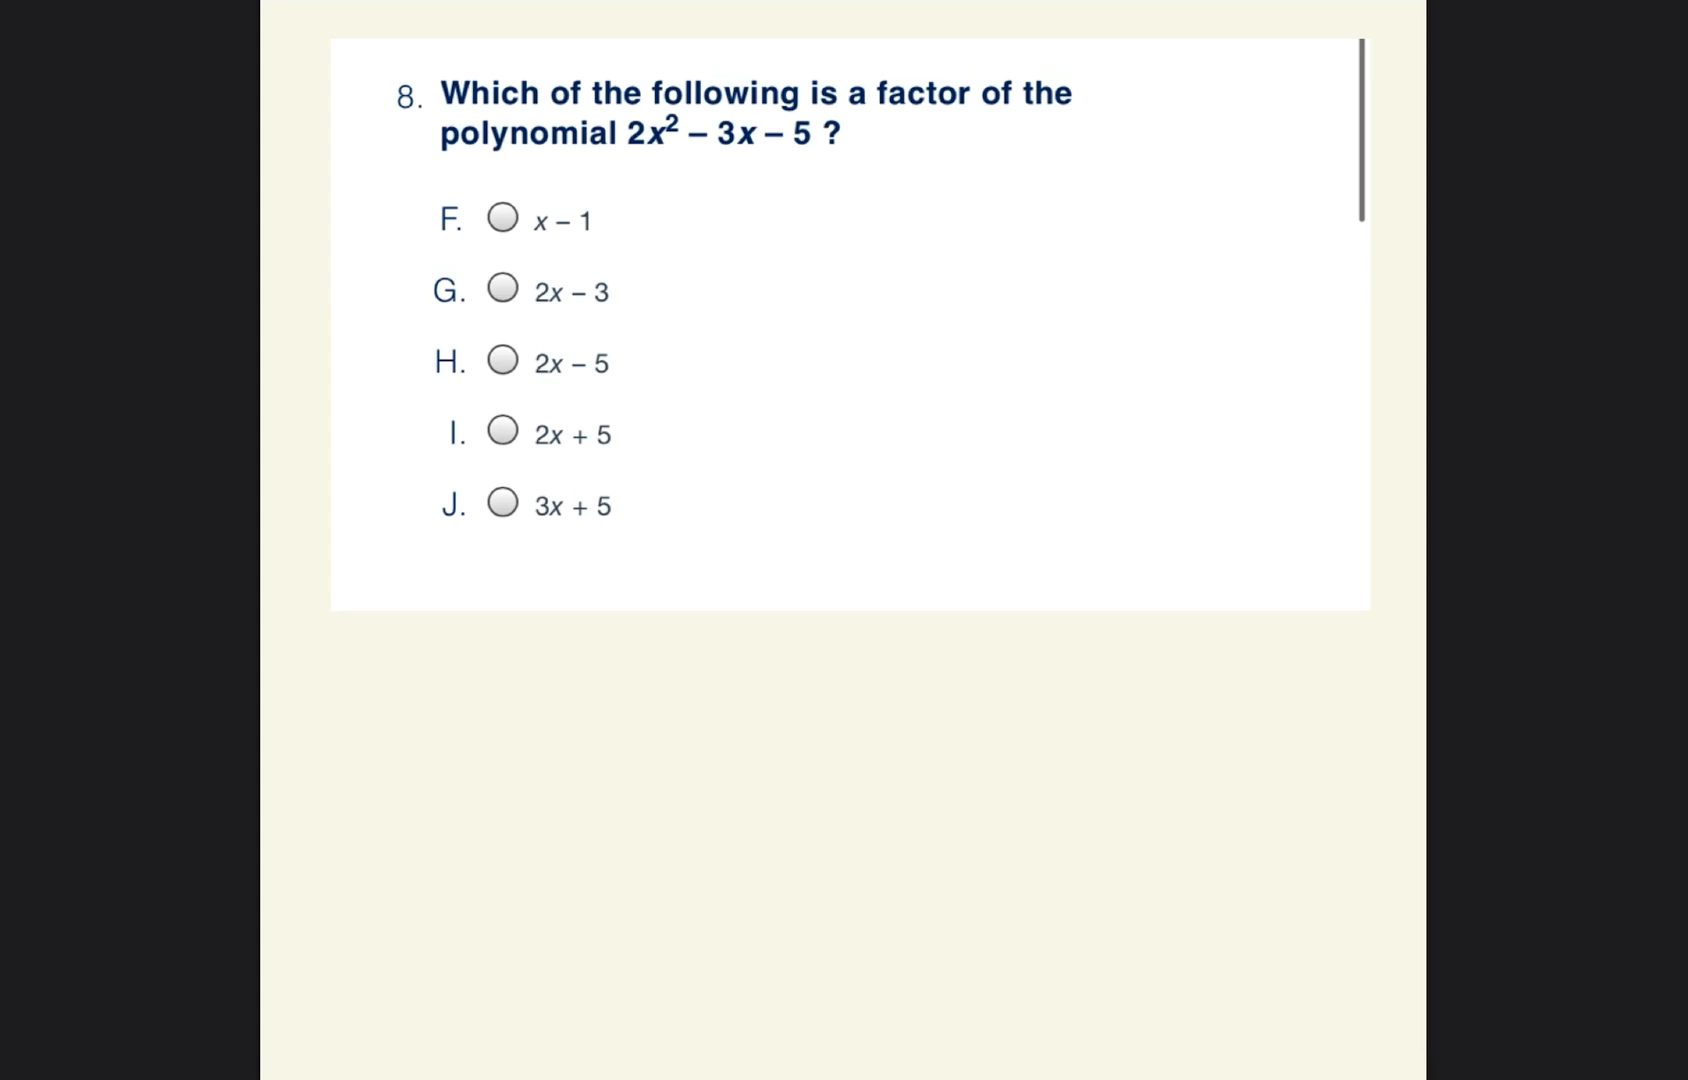 8. Which of the following is a factor of the
polynomial 2x² – 3x – 5 ?
F. x – 1
G. 2x – 3
H. 2x – 5
I. 2x + 5
J. 3x + 5